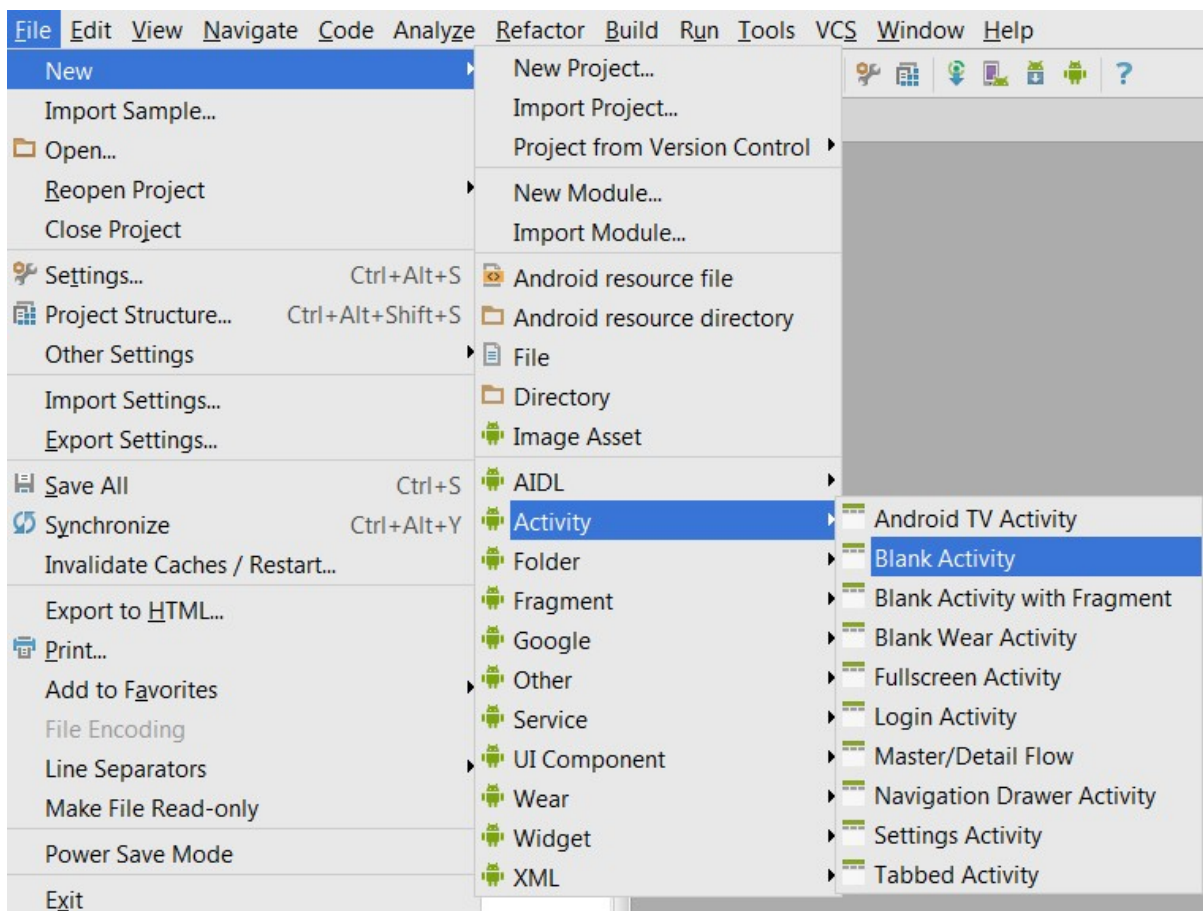 File Edit View Navigate Code Analyze Refactor Build Run Tools VCS Window Help
New
Import Sample...
Open...
Reopen Project
Close Project
Settings... Ctrl+Alt+S
Project Structure... Ctrl+Alt+Shift+S
Other Settings
Import Settings...
Export Settings...
Save All Ctrl+S
Synchronize Ctrl+Alt+Y
Invalidate Caches / Restart...
Export to HTML...
Print...
Add to Favorites
File Encoding
Line Separators
Make File Read-only
Power Save Mode
Exit
New Project...
Import Project...
Project from Version Control
New Module...
Import Module...
Android resource file
Android resource directory
File
Directory
Image Asset
AIDL
Activity
Folder
Fragment
Google
Other
Service
UI Component
Wear
Widget
XML
Android TV Activity
Blank Activity
Blank Activity with Fragment
Blank Wear Activity
Fullscreen Activity
Login Activity
Master/Detail Flow
Navigation Drawer Activity
Settings Activity
Tabbed Activity
?